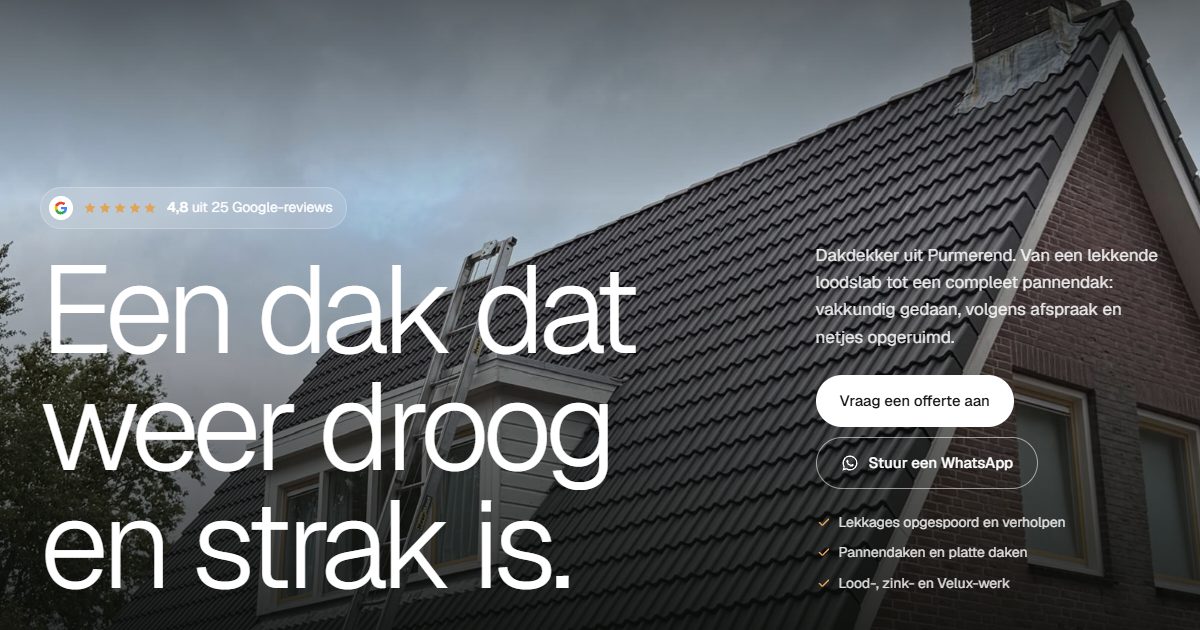 4,8 uit 25 Google-reviews
Een dak dat
weer droog
en strak is.
Dakdekker uit Purmerend. Van een lekkende
loodslab tot een compleet pannendak:
vakkundig gedaan, volgens afspraak en
netjes opgeruimd.
Vraag een offerte aan
Stuur een WhatsApp
Lekkages opgespoord en verholpen
Pannendaken en platte daken
Lood-, zink- en Velux-werk